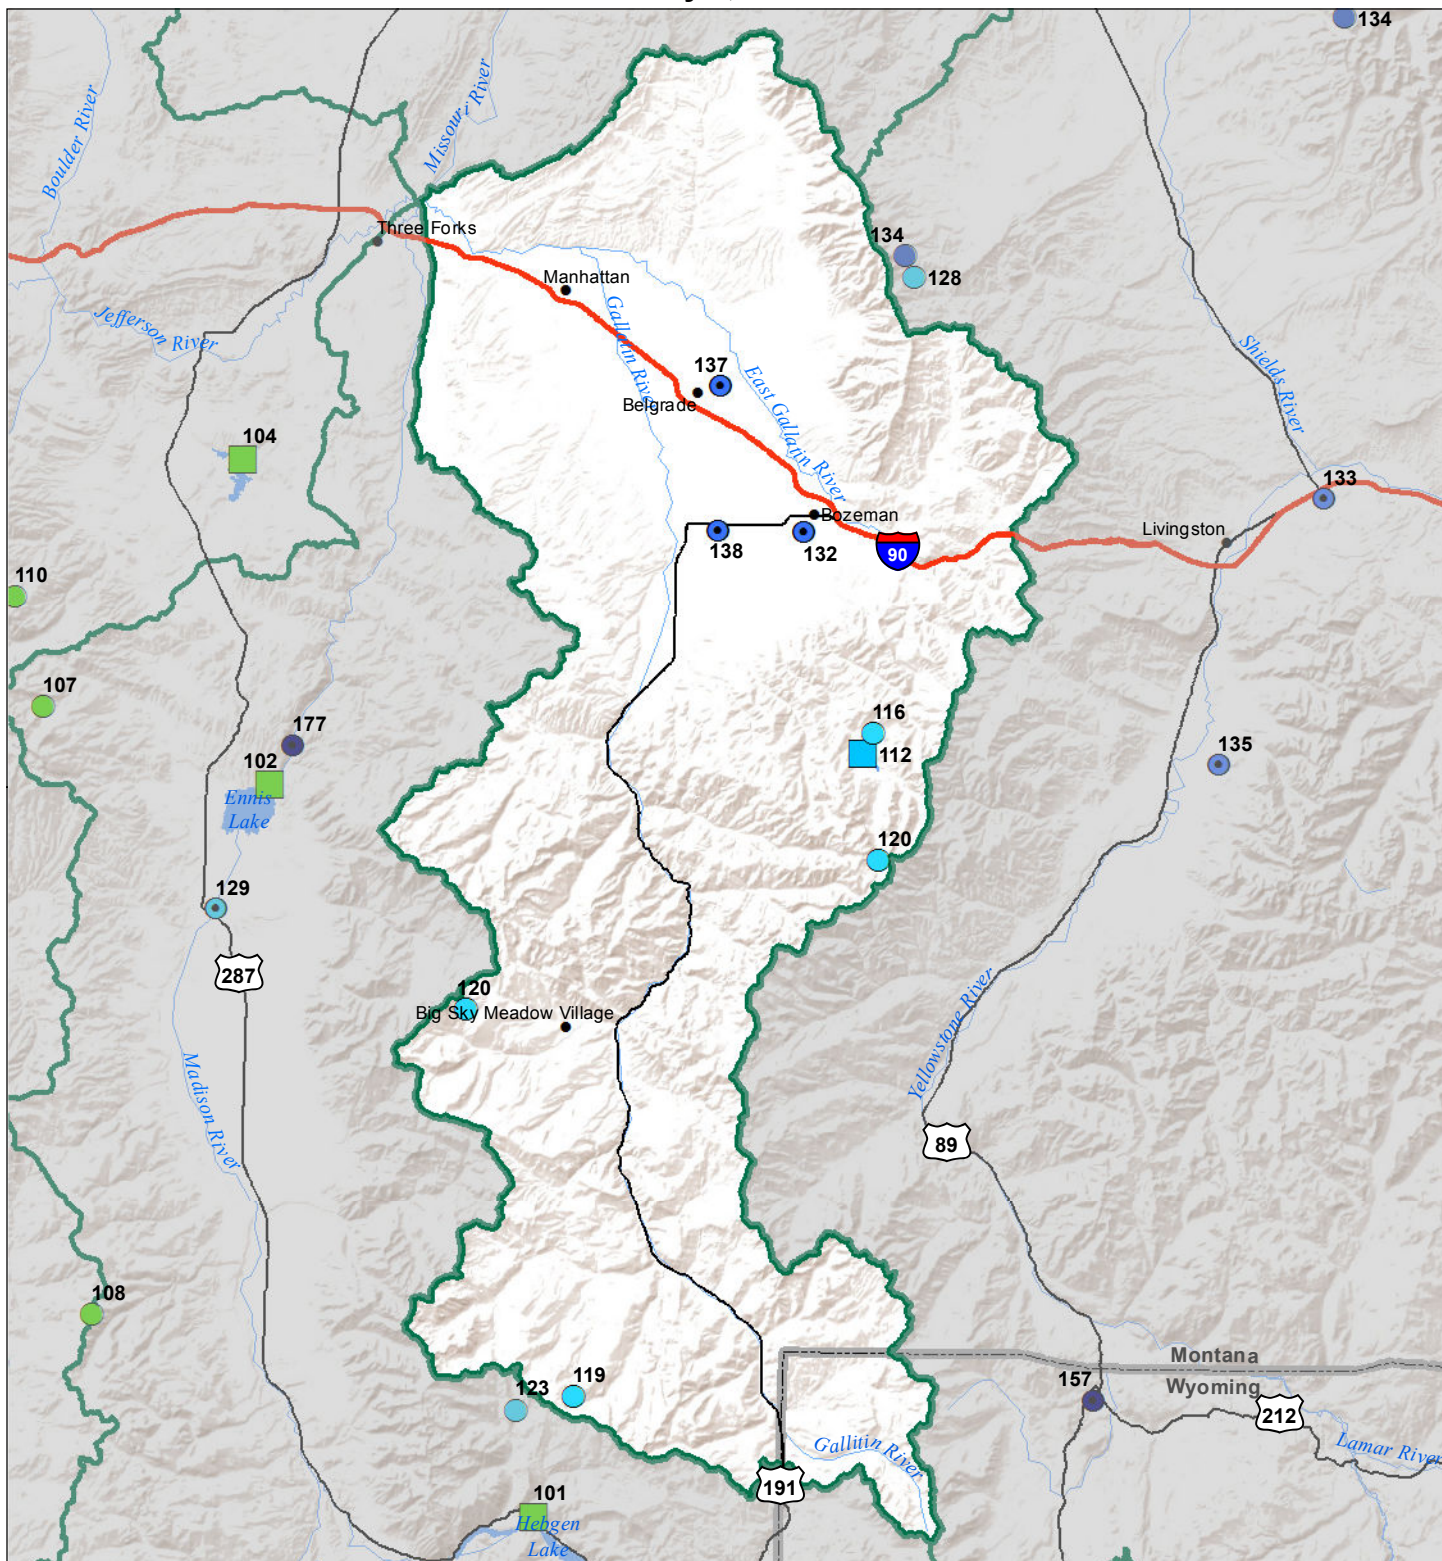 134
Missouri River
Boulder River
Three Forks
134
128
Manhattan
Jefferson River
Gallatin River
Shields River
137
East Gallatin River
Belgrade
104
133
Bozeman
Livingston
138
132
90
110
107
116
177
112
135
102
Ennis
Lake
120
129
287
120
Big Sky Meadow Village
Yellowstone River
Madison River
89
108
Montana
157
Wyoming
119
123
212
Gallitin River
Lamar River
191
101
Hebgen
Lake